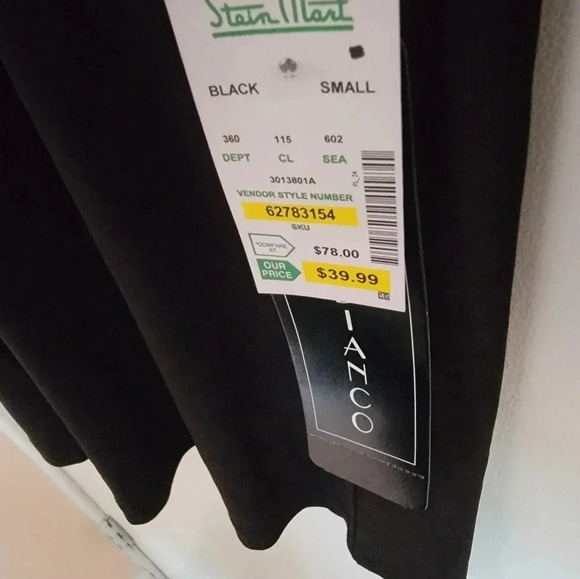 Stein Mart
BLACK SMALL
360 115 602
DEPT CL SEA
3013801A
VENDOR STYLE NUMBER
62783154
SKU
*COMPARE AT $78.00
OUR PRICE $39.99
IANCO